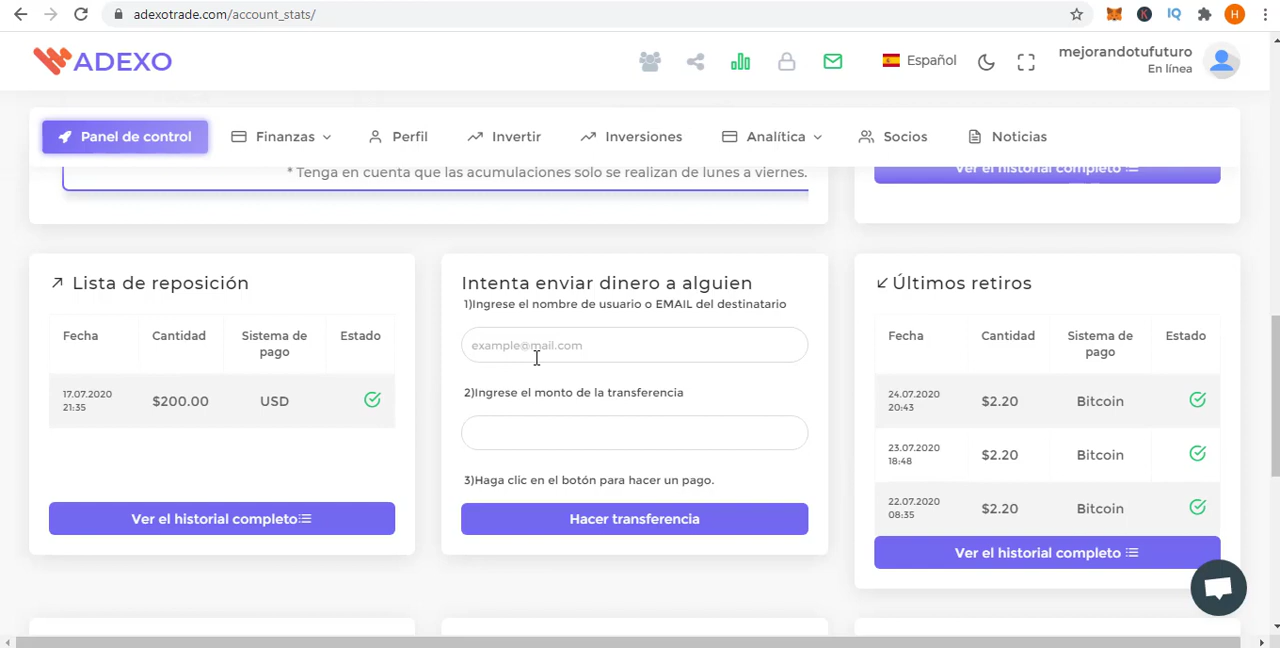 adexotrade.com/account_stats/
K
IQ
H
ADEXO
Español
mejorandotufuturo
En línea
Panel de control
Finanzas
Perfil
Invertir
Inversiones
Analítica
Socios
Noticias
* Tenga en cuenta que las acumulaciones solo se realizan de lunes a viernes.
Ver el historial completo
Lista de reposición
Fecha Cantidad Sistema de pago Estado
17.07.2020 21:35 $200.00 USD
Ver el historial completo
Intenta enviar dinero a alguien
1)Ingrese el nombre de usuario o EMAIL del destinatario
example@mail.com
2)Ingrese el monto de la transferencia
3)Haga clic en el botón para hacer un pago.
Hacer transferencia
Últimos retiros
Fecha Cantidad Sistema de pago Estado
24.07.2020 20:43 $2.20 Bitcoin
23.07.2020 18:48 $2.20 Bitcoin
22.07.2020 08:35 $2.20 Bitcoin
Ver el historial completo